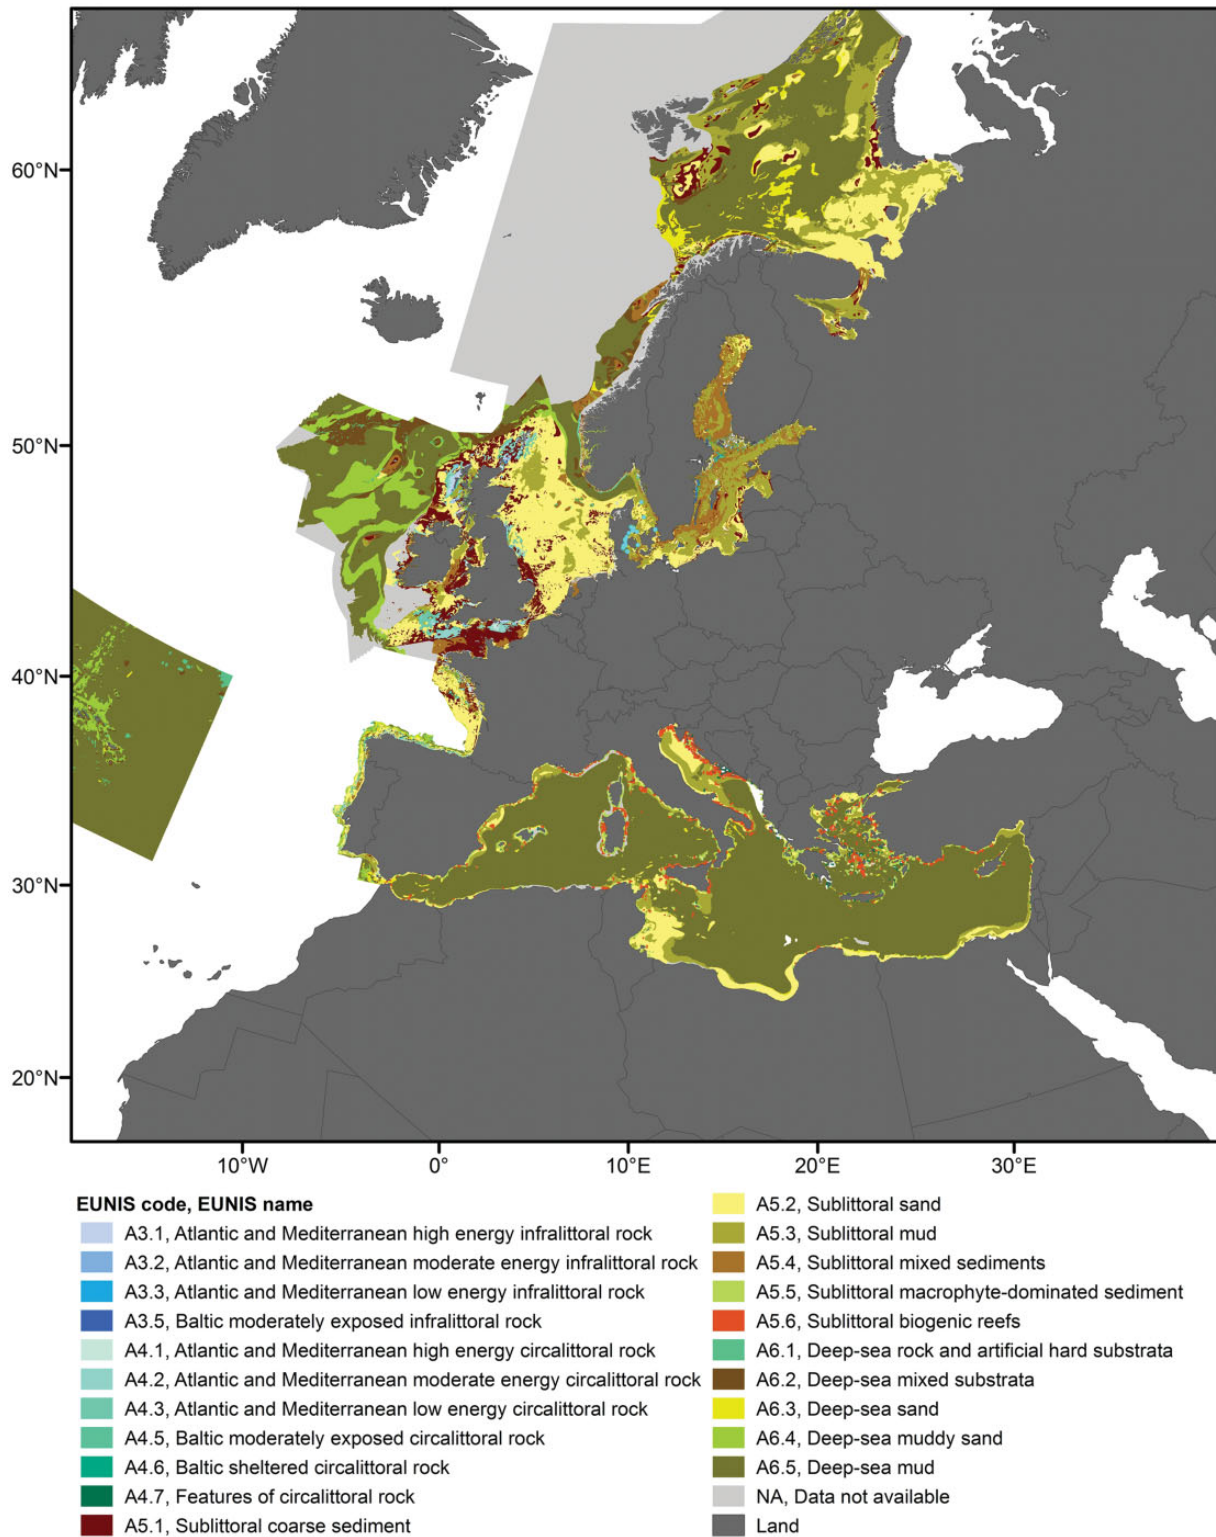 60°N
50°N
40°N
30°N
20°N
10°W 0° 10°E 20°E 30°E
EUNIS code, EUNIS name
A3.1, Atlantic and Mediterranean high energy infralittoral rock
A3.2, Atlantic and Mediterranean moderate energy infralittoral rock
A3.3, Atlantic and Mediterranean low energy infralittoral rock
A3.5, Baltic moderately exposed infralittoral rock
A4.1, Atlantic and Mediterranean high energy circalittoral rock
A4.2, Atlantic and Mediterranean moderate energy circalittoral rock
A4.3, Atlantic and Mediterranean low energy circalittoral rock
A4.5, Baltic moderately exposed circalittoral rock
A4.6, Baltic sheltered circalittoral rock
A4.7, Features of circalittoral rock
A5.1, Sublittoral coarse sediment
A5.2, Sublittoral sand
A5.3, Sublittoral mud
A5.4, Sublittoral mixed sediments
A5.5, Sublittoral macrophyte-dominated sediment
A5.6, Sublittoral biogenic reefs
A6.1, Deep-sea rock and artificial hard substrata
A6.2, Deep-sea mixed substrata
A6.3, Deep-sea sand
A6.4, Deep-sea muddy sand
A6.5, Deep-sea mud
NA, Data not available
Land